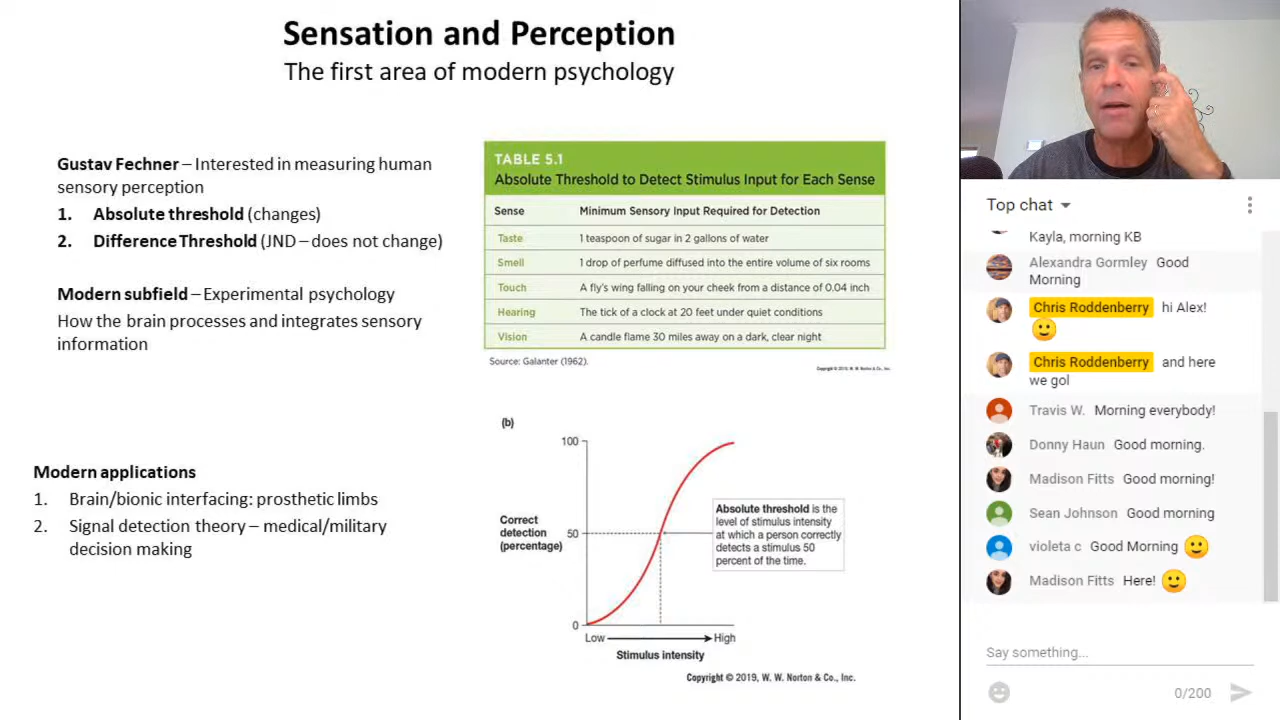 Sensation and Perception
The first area of modern psychology
Gustav Fechner – Interested in measuring human
sensory perception
1. Absolute threshold (changes)
2. Difference Threshold (JND – does not change)
Modern subfield – Experimental psychology
How the brain processes and integrates sensory
information
Modern applications
1. Brain/bionic interfacing: prosthetic limbs
2. Signal detection theory – medical/military
decision making
TABLE 5.1
Absolute Threshold to Detect Stimulus Input for Each Sense
Sense Minimum Sensory Input Required for Detection
Taste 1 teaspoon of sugar in 2 gallons of water
Smell 1 drop of perfume diffused into the entire volume of six rooms
Touch A fly's wing falling on your cheek from a distance of 0.04 inch
Hearing The tick of a clock at 20 feet under quiet conditions
Vision A candle flame 30 miles away on a dark, clear night
Source: Galanter (1962).
Copyright © 2019, W. W. Norton & Co., Inc.
(b)
100
Correct
detection
(percentage)
50
0
Absolute threshold is the
level of stimulus intensity
at which a person correctly
detects a stimulus 50
percent of the time.
Low High
Stimulus intensity
Copyright © 2019, W. W. Norton & Co., Inc.
Top chat
Kayla, morning KB
Alexandra Gormley Good
Morning
Chris Roddenberry hi Alex!
Chris Roddenberry and here
we go!
Travis W. Morning everybody!
Donny Haun Good morning.
Madison Fitts Good morning!
Sean Johnson Good morning
violeta c Good Morning
Madison Fitts Here!
Say something...
0/200